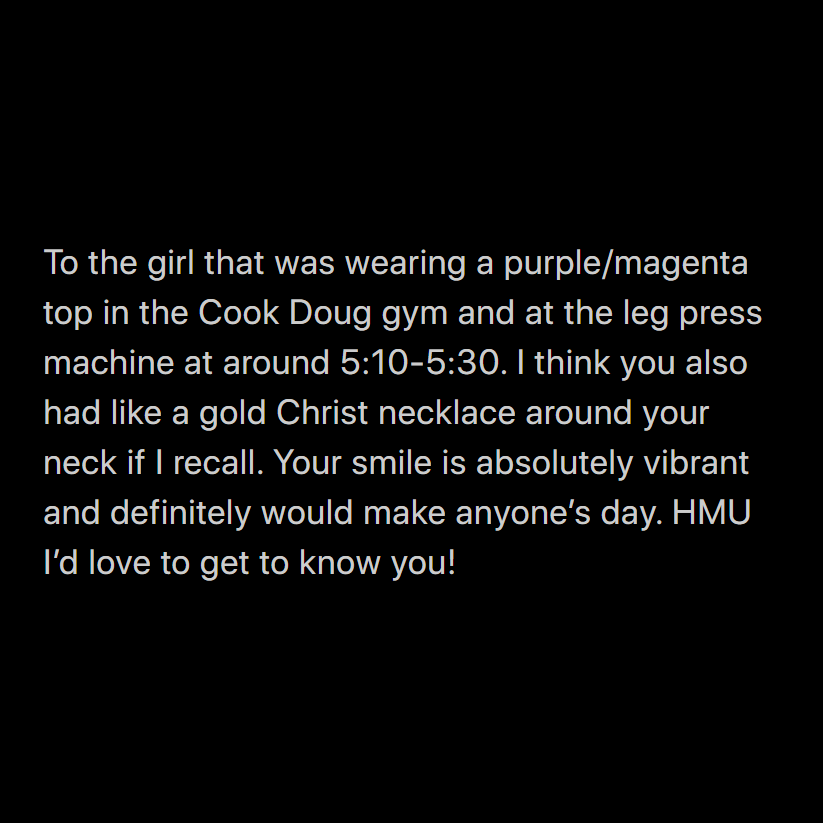 To the girl that was wearing a purple/magenta
top in the Cook Doug gym and at the leg press
machine at around 5:10-5:30. I think you also
had like a gold Christ necklace around your
neck if I recall. Your smile is absolutely vibrant
and definitely would make anyone’s day. HMU
I’d love to get to know you!